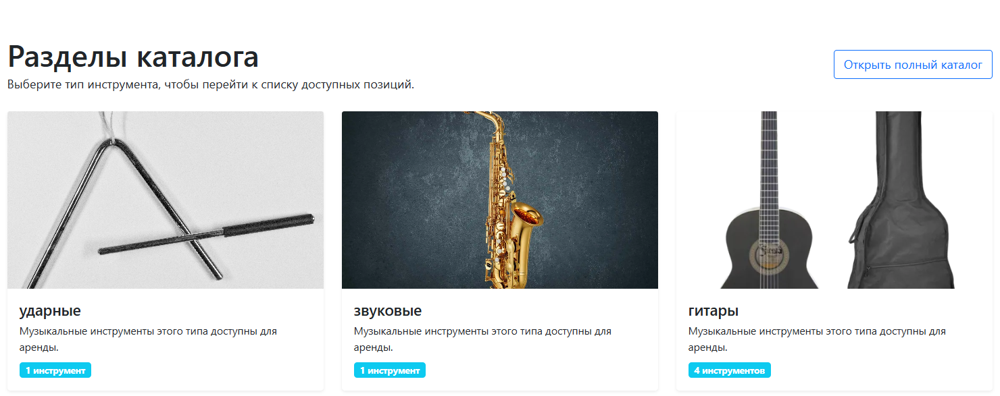 Разделы каталога
Открыть полный каталог
Выберите тип инструмента, чтобы перейти к списку доступных позиций.
ударные
Музыкальные инструменты этого типа доступны для
аренды.
1 инструмент
звуковые
Музыкальные инструменты этого типа доступны для
аренды.
1 инструмент
гитары
Музыкальные инструменты этого типа доступны для
аренды.
4 инструментов